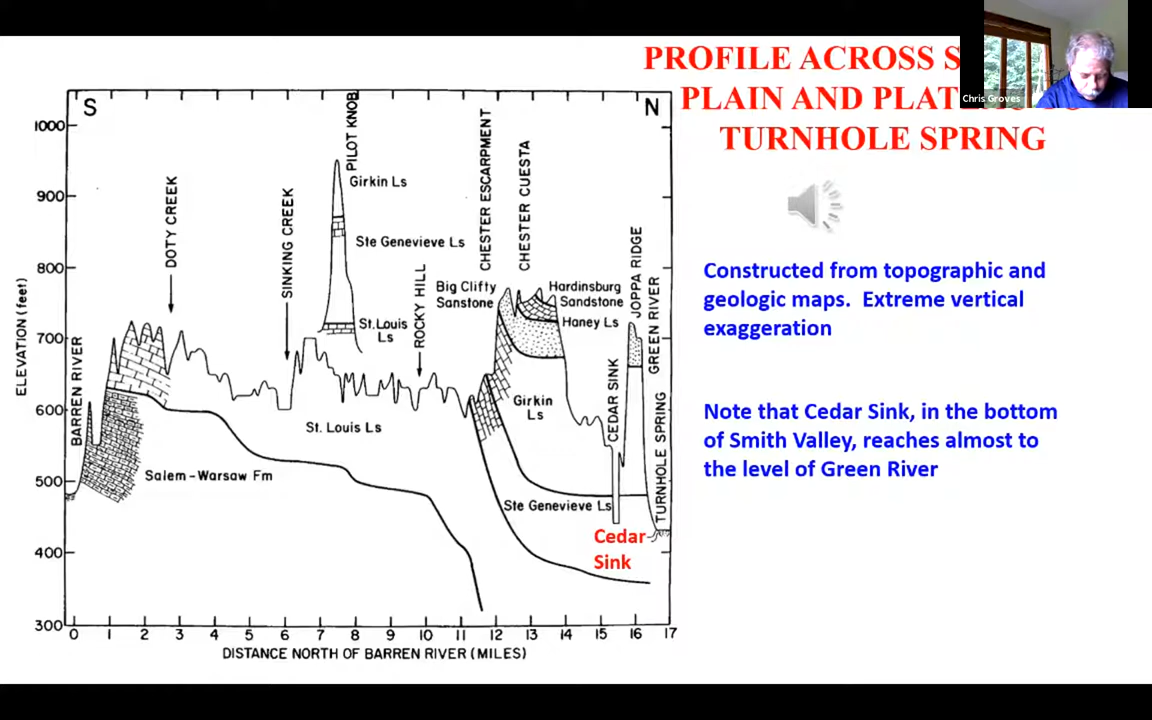 PROFILE ACROSS
PLAIN AND
TURNHOLE SPRING
Chris Groves
S
N
1000
900
800
700
600
500
400
300
ELEVATION (feet)
BARREN RIVER
DOTY CREEK
SINKING CREEK
PILOT KNOB
Girkin Ls
Ste Genevieve Ls
St. Louis
Ls
ROCKY HILL
CHESTER ESCARPMENT
CHESTER CUESTA
Big Clifty
Sanstone
Hardinsburg
Sandstone
Haney Ls
JOPPA RIDGE
GREEN RIVER
CEDAR SINK
TURNHOLE SPRING
Girkin
Ls
St. Louis Ls
Salem-Warsaw Fm
Ste Genevieve Ls
Cedar
Sink
0 1 2 3 4 5 6 7 8 9 10 11 12 13 14 15 16 17
DISTANCE NORTH OF BARREN RIVER (MILES)
Constructed from topographic and
geologic maps. Extreme vertical
exaggeration
Note that Cedar Sink, in the bottom
of Smith Valley, reaches almost to
the level of Green River